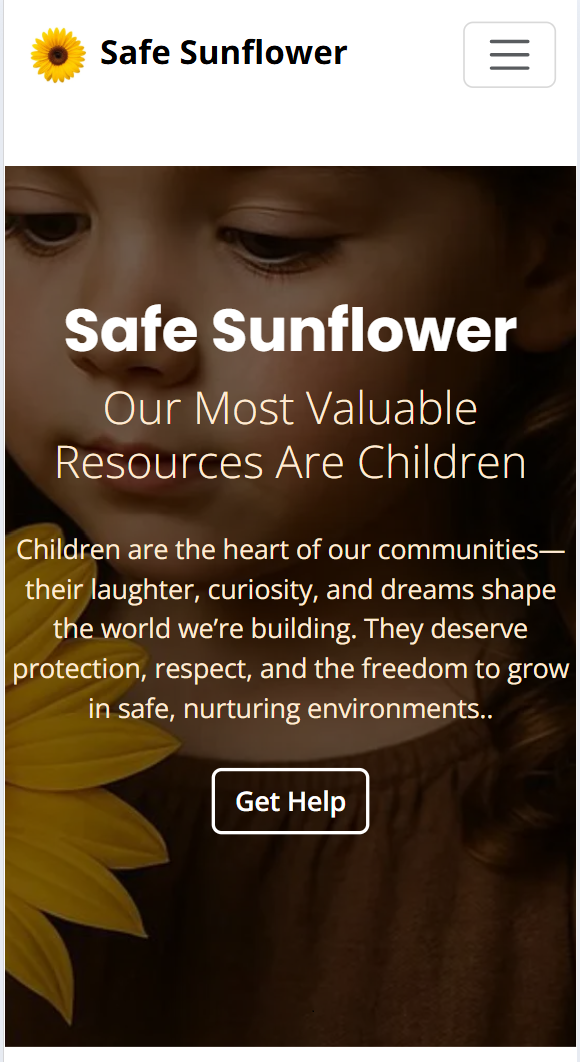 Safe Sunflower
Safe Sunflower
Our Most Valuable
Resources Are Children
Children are the heart of our communities—
their laughter, curiosity, and dreams shape
the world we’re building. They deserve
protection, respect, and the freedom to grow
in safe, nurturing environments..
Get Help